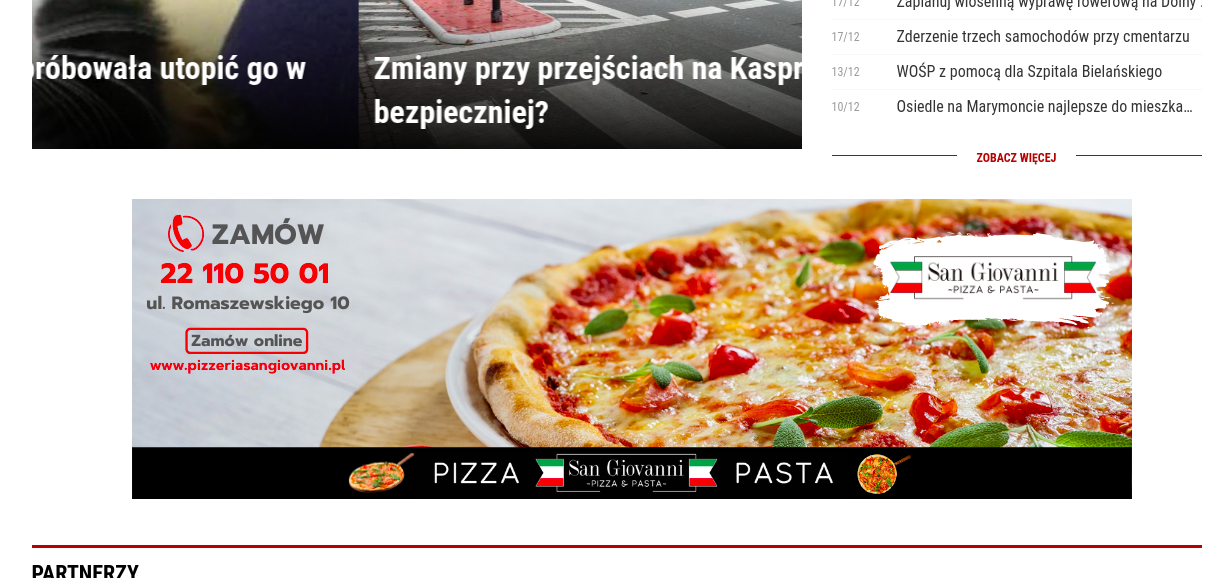 próbowała utopić go w
Zmiany przy przejściach na Kaspr
bezpieczniej?
17/12 Zaplanuj wiosenną wyprawę rowerową na Dolny
17/12 Zderzenie trzech samochodów przy cmentarzu
13/12 WOŚP z pomocą dla Szpitala Bielańskiego
10/12 Osiedle na Marymoncie najlepsze do mieszka...
ZOBACZ WIĘCEJ
ZAMÓW
22 110 50 01
ul. Romaszewskiego 10
Zamów online
www.pizzeriasangiovanni.pl
San Giovanni
~PIZZA & PASTA~
PIZZA San Giovanni PASTA
~PIZZA & PASTA~
PARTNERZY